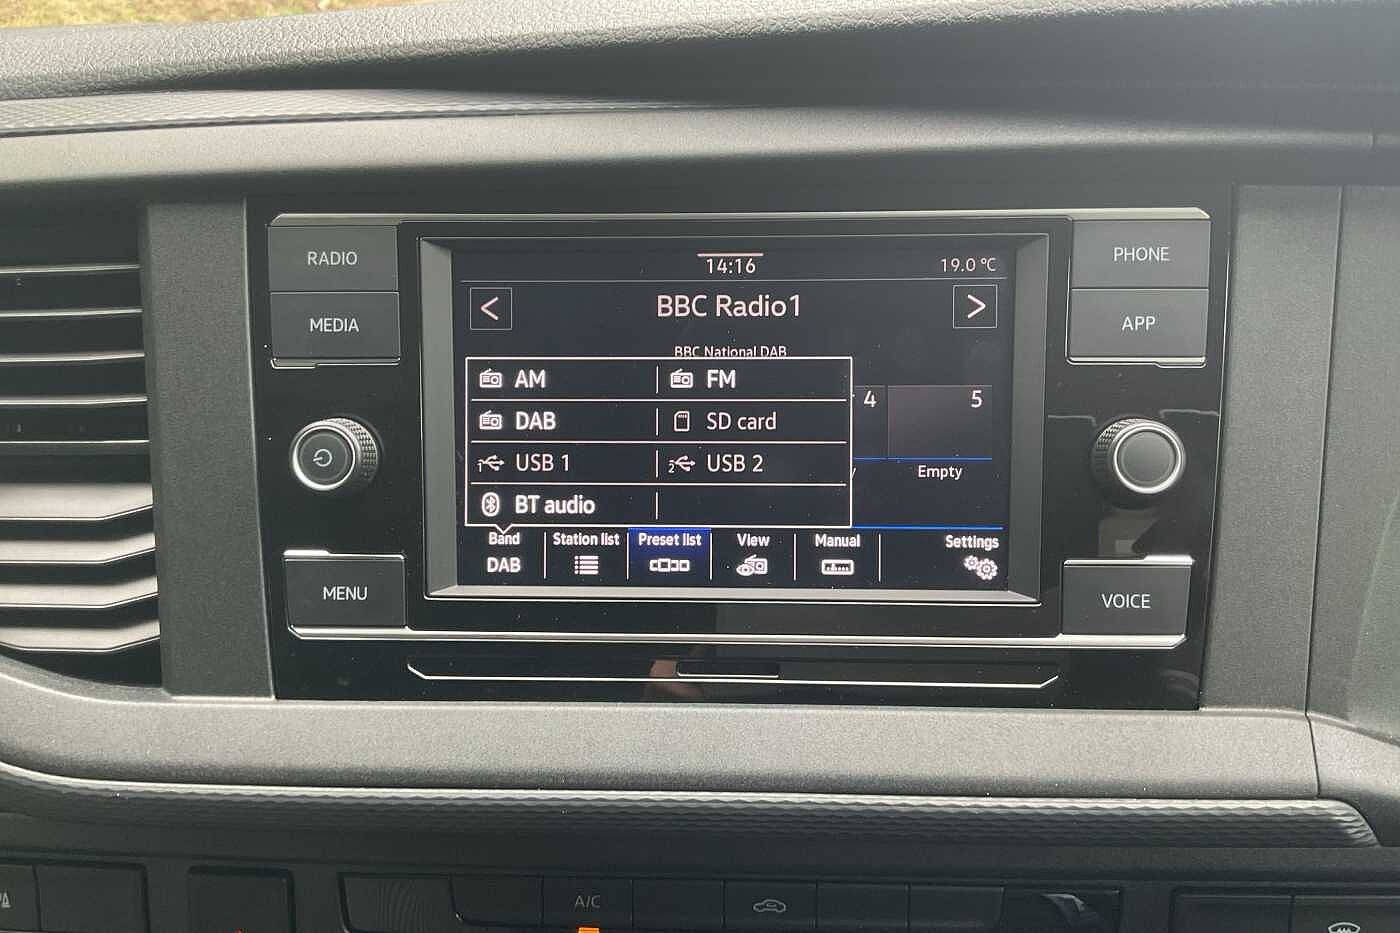 RADIO
MEDIA
MENU
PHONE
APP
VOICE
14:16
19.0 °C
< BBC Radio1 >
BBC National DAB
AM
FM
DAB
SD card
1 USB 1
2 USB 2
BT audio
4
5
Empty
Band
DAB
Station list
Preset list
View
Manual
Settings
A/C